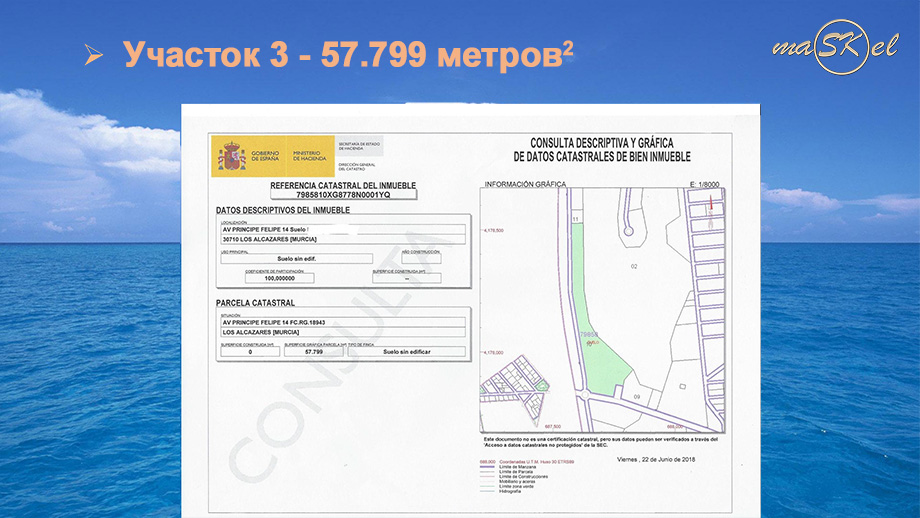 ➢ Участок 3 - 57.799 метров²
maSKel
GOBIERNO DE ESPAÑA
MINISTERIO DE HACIENDA
SECRETARÍA DE ESTADO DE HACIENDA
DIRECCIÓN GENERAL DEL CATASTRO
REFERENCIA CATASTRAL DEL INMUEBLE
7985810XG8778N0001YQ
DATOS DESCRIPTIVOS DEL INMUEBLE
LOCALIZACIÓN
AV PRINCIPE FELIPE 14 Suelo
30710 LOS ALCAZARES [MURCIA]
USO PRINCIPAL
AÑO CONSTRUCCIÓN
Suelo sin edif.
COEFICIENTE DE PARTICIPACIÓN
SUPERFICIE CONSTRUIDA [m²]
100,000000
--
PARCELA CATASTRAL
SITUACIÓN
AV PRINCIPE FELIPE 14 FC.RG.18943
LOS ALCAZARES [MURCIA]
SUPERFICIE CONSTRUIDA [m²]
SUPERFICIE GRÁFICA PARCELA [m²]
TIPO DE FINCA
0
57.799
Suelo sin edificar
CONSULTA
CONSULTA DESCRIPTIVA Y GRÁFICA
DE DATOS CATASTRALES DE BIEN INMUEBLE
INFORMACIÓN GRÁFICA
E: 1/8000
11
4,178,500
02
79858
4,178,000
09
687,500
688,000
Este documento no es una certificación catastral, pero sus datos pueden ser verificados a través del
'Acceso a datos catastrales no protegidos' de la SEC.
688,000 Coordenadas U.T.M. Huso 30 ETRS89
Viernes , 22 de Junio de 2018
Límite de Manzana
Límite de Parcela
Límite de Construcciones
Mobiliario y aceras
Límite zona verde
Hidrografía